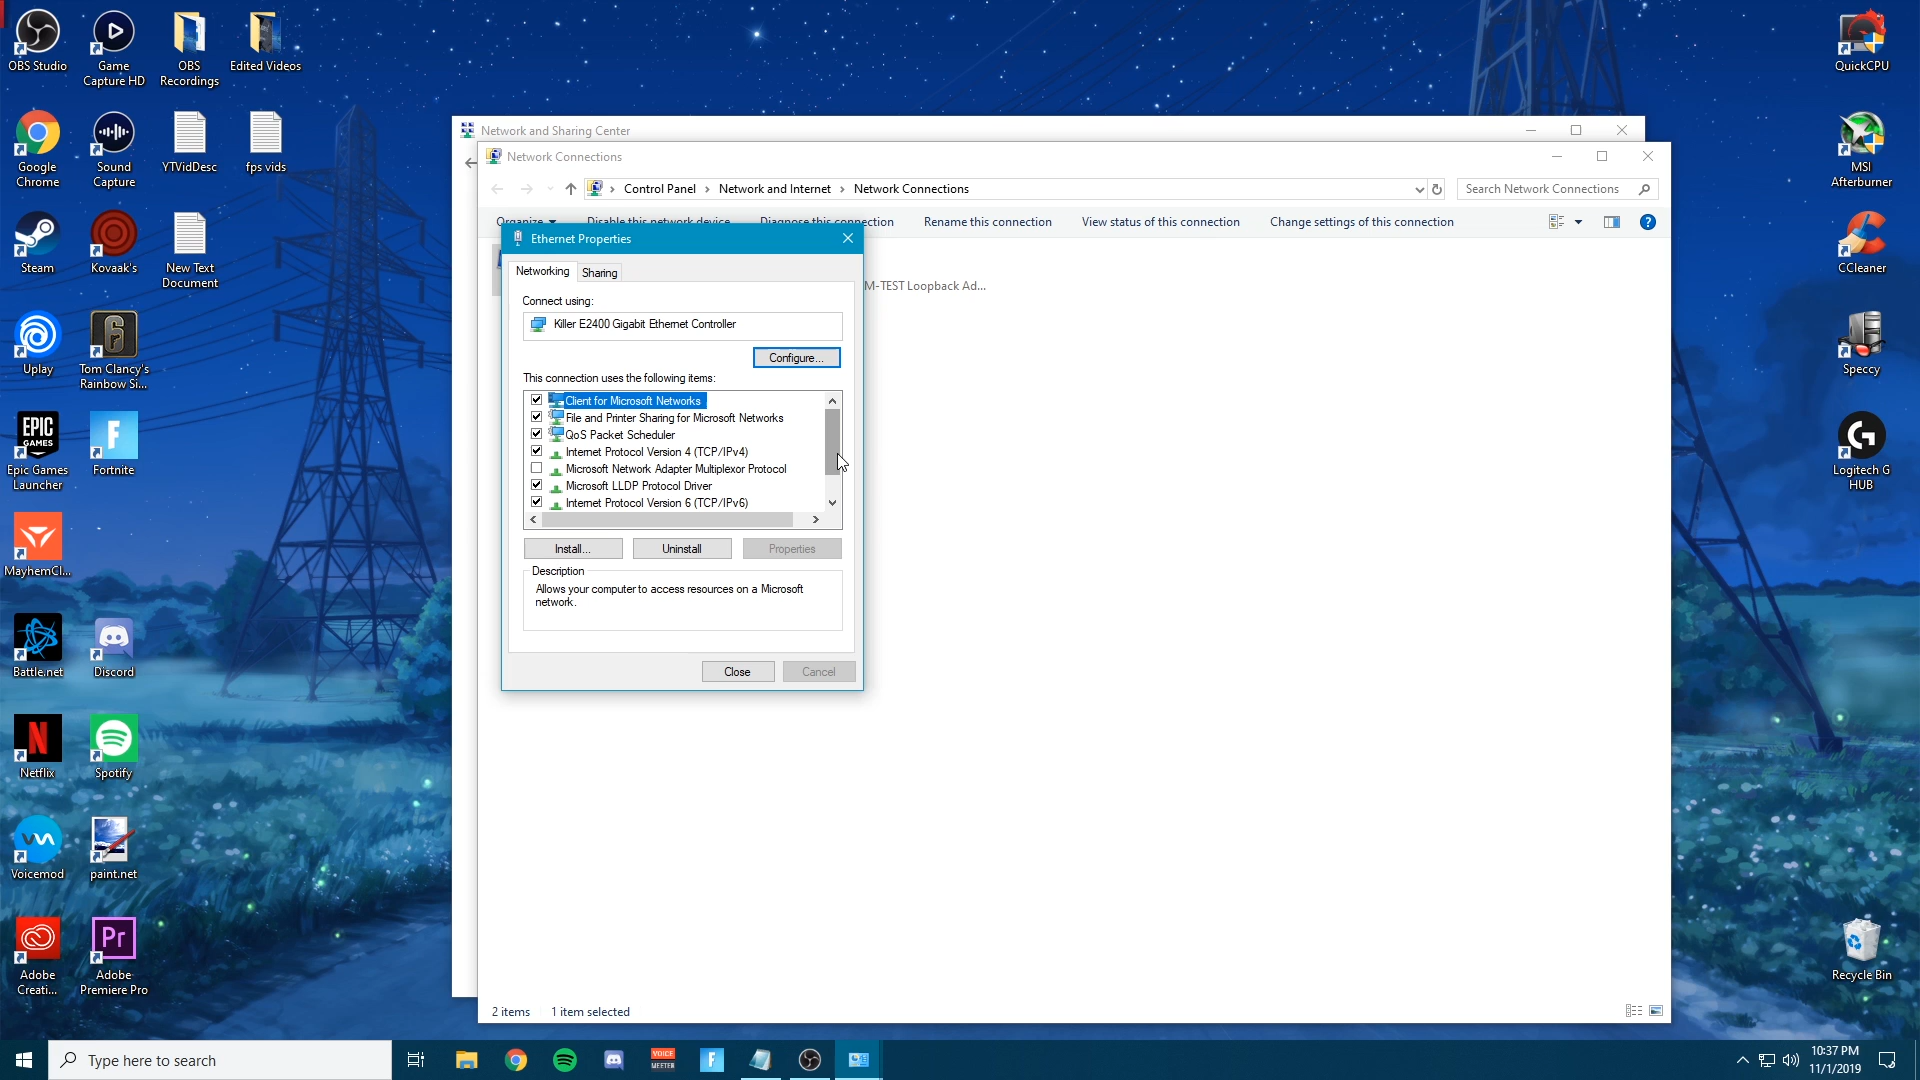 OBS Studio
Game
Capture HD
OBS
Recordings
Edited Videos
Google
Chrome
Sound
Capture
YTVidDesc
fps vids
Steam
Kovaak's
New Text
Document
Uplay
Tom Clancy's
Rainbow Si...
EPIC
GAMES
Epic Games
Launcher
Fortnite
MayhemCl...
Battle.net
Discord
Netflix
Spotify
Voicemod
paint.net
Adobe
Creati...
Pr
Adobe
Premiere Pro
Network and Sharing Center
Network Connections
Control Panel > Network and Internet > Network Connections
Search Network Connections
Organize
Disable this network device
Diagnose this connection
Rename this connection
View status of this connection
Change settings of this connection
M-TEST Loopback Ad...
Ethernet Properties
Networking
Sharing
Connect using:
Killer E2400 Gigabit Ethernet Controller
Configure...
This connection uses the following items:
Client for Microsoft Networks
File and Printer Sharing for Microsoft Networks
QoS Packet Scheduler
Internet Protocol Version 4 (TCP/IPv4)
Microsoft Network Adapter Multiplexor Protocol
Microsoft LLDP Protocol Driver
Internet Protocol Version 6 (TCP/IPv6)
Install...
Uninstall
Properties
Description
Allows your computer to access resources on a Microsoft
network.
Close
Cancel
2 items
1 item selected
QuickCPU
MSI
Afterburner
CCleaner
Speccy
Logitech G
HUB
Recycle Bin
Type here to search
VOICE
MEETER
10:37 PM
11/1/2019